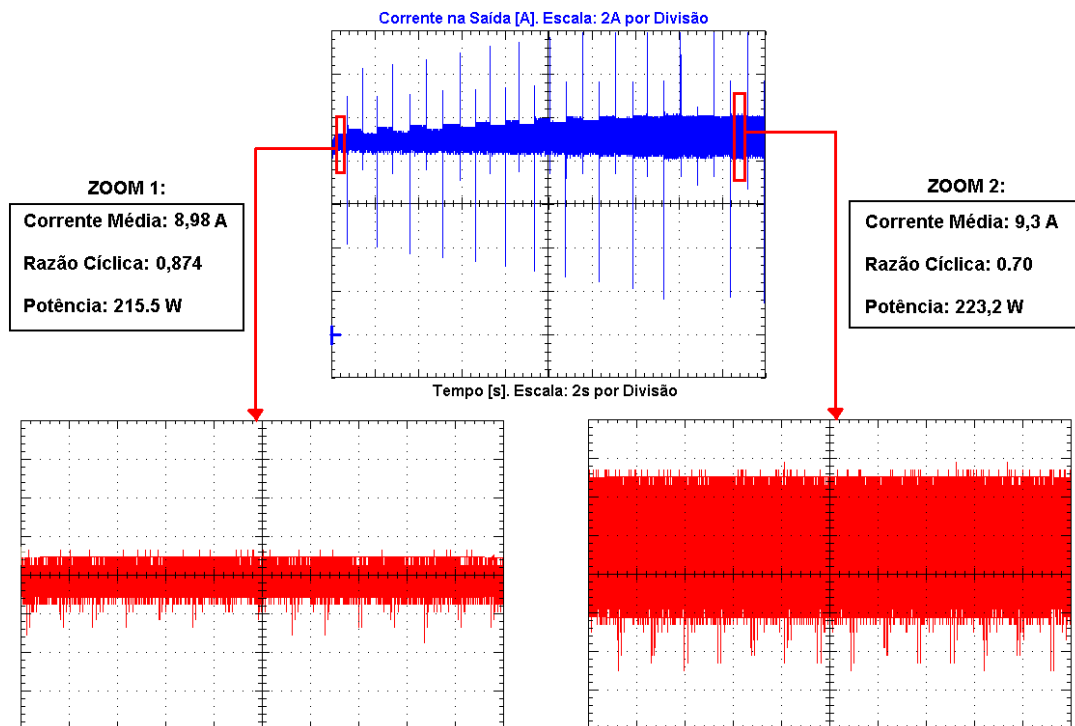 Corrente na Saída [A]. Escala: 2A por Divisão
ZOOM 1:
Corrente Média: 8,98 A
Razão Cíclica: 0,874
Potência: 215.5 W
ZOOM 2:
Corrente Média: 9,3 A
Razão Cíclica: 0.70
Potência: 223,2 W
Tempo [s]. Escala: 2s por Divisão